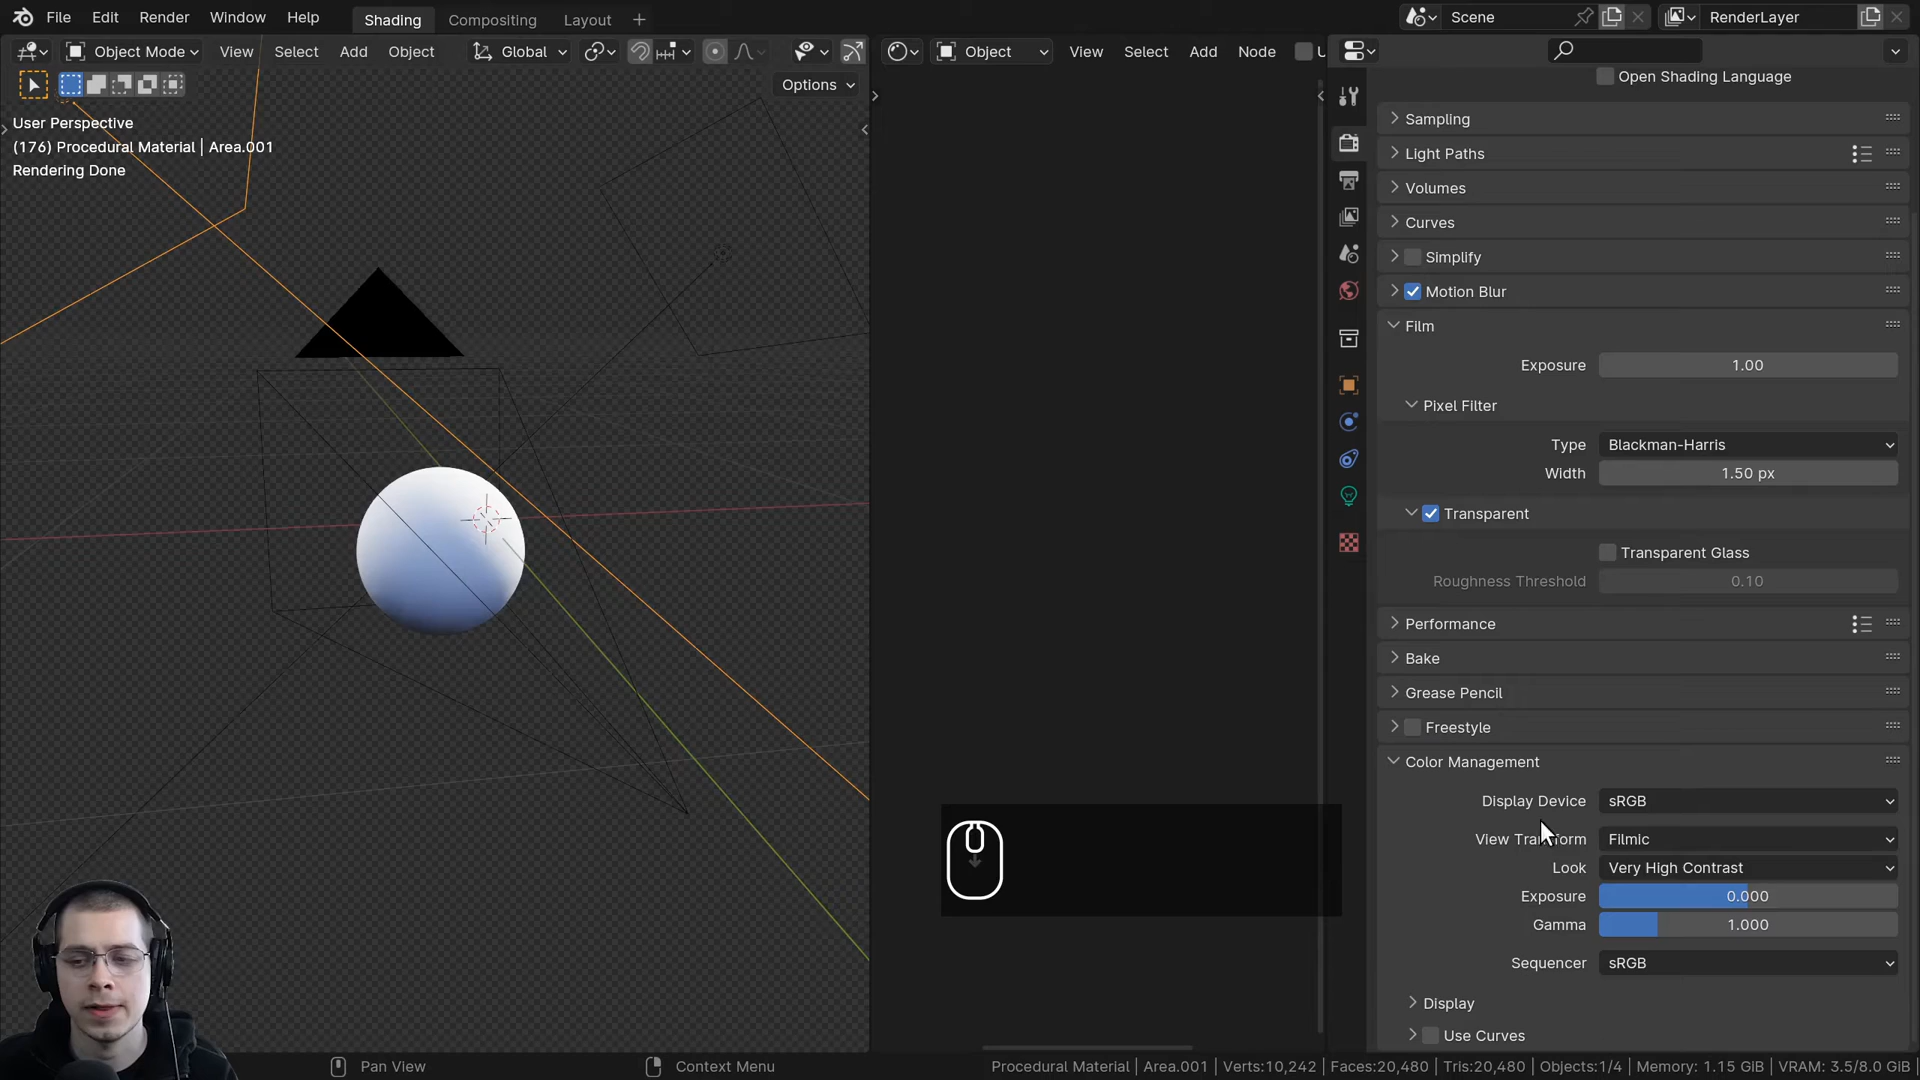 File Edit Render Window Help Shading Compositing Layout + Scene RenderLayer
Object Mode View Select Add Object Global Object View Select Add Node
Options
User Perspective
(176) Procedural Material | Area.001
Rendering Done
Open Shading Language
Sampling
Light Paths
Volumes
Curves
Simplify
Motion Blur
Film
Exposure 1.00
Pixel Filter
Type Blackman-Harris
Width 1.50 px
Transparent
Transparent Glass
Roughness Threshold 0.10
Performance
Bake
Grease Pencil
Freestyle
Color Management
Display Device sRGB
View Transform Filmic
Look Very High Contrast
Exposure 0.000
Gamma 1.000
Sequencer sRGB
Display
Use Curves
Pan View Context Menu Procedural Material | Area.001 | Verts:10,242 | Faces:20,480 | Tris:20,480 | Objects:1/4 | Memory: 1.15 GiB | VRAM: 3.5/8.0 GiB